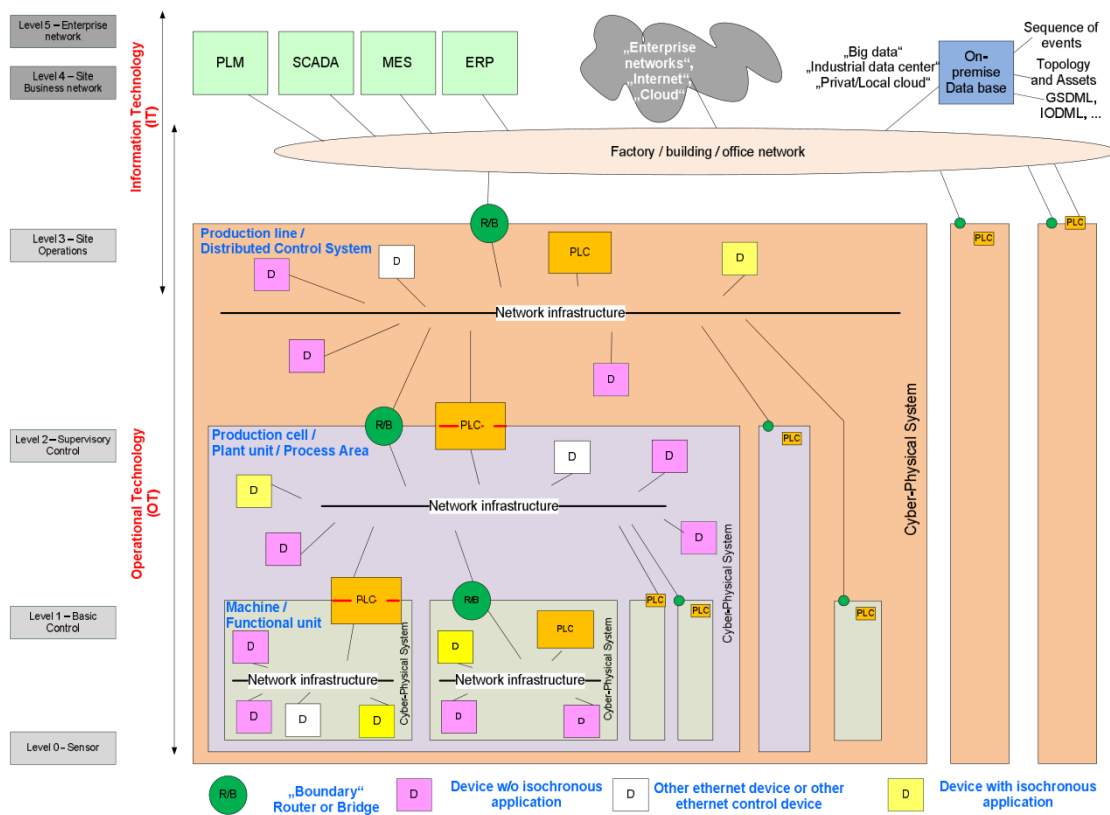 Level 5 – Enterprise
network
Level 4 – Site
Business network
Level 3 – Site
Operations
Level 2 – Supervisory
Control
Level 1 – Basic
Control
Level 0 – Sensor
Information Technology
(IT)
Operational Technology
(OT)
PLM
SCADA
MES
ERP
„Enterprise
networks“,
„Internet“,
„Cloud“
„Big data“
„Industrial data center“
„Privat/Local cloud“
On-
premise
Data base
Sequence of
events
Topology
and Assets
GSDML,
IODML, ...
Factory / building / office network
R/B
Production line /
Distributed Control System
D
D
PLC
D
Network infrastructure
D
D
PLC
PLC
Cyber-Physical System
R/B
PLC
Production cell /
Plant unit / Process Area
D
D
D
Network infrastructure
D
D
Cyber-Physical System
PLC
PLC
Machine /
Functional unit
PLC
D
Network infrastructure
D
D
D
Cyber-Physical System
R/B
PLC
D
Network infrastructure
D
D
Cyber-Physical System
PLC
PLC
R/B
„Boundary“
Router or Bridge
D
Device w/o isochronous
application
D
Other ethernet device or other
ethernet control device
D
Device with isochronous
application